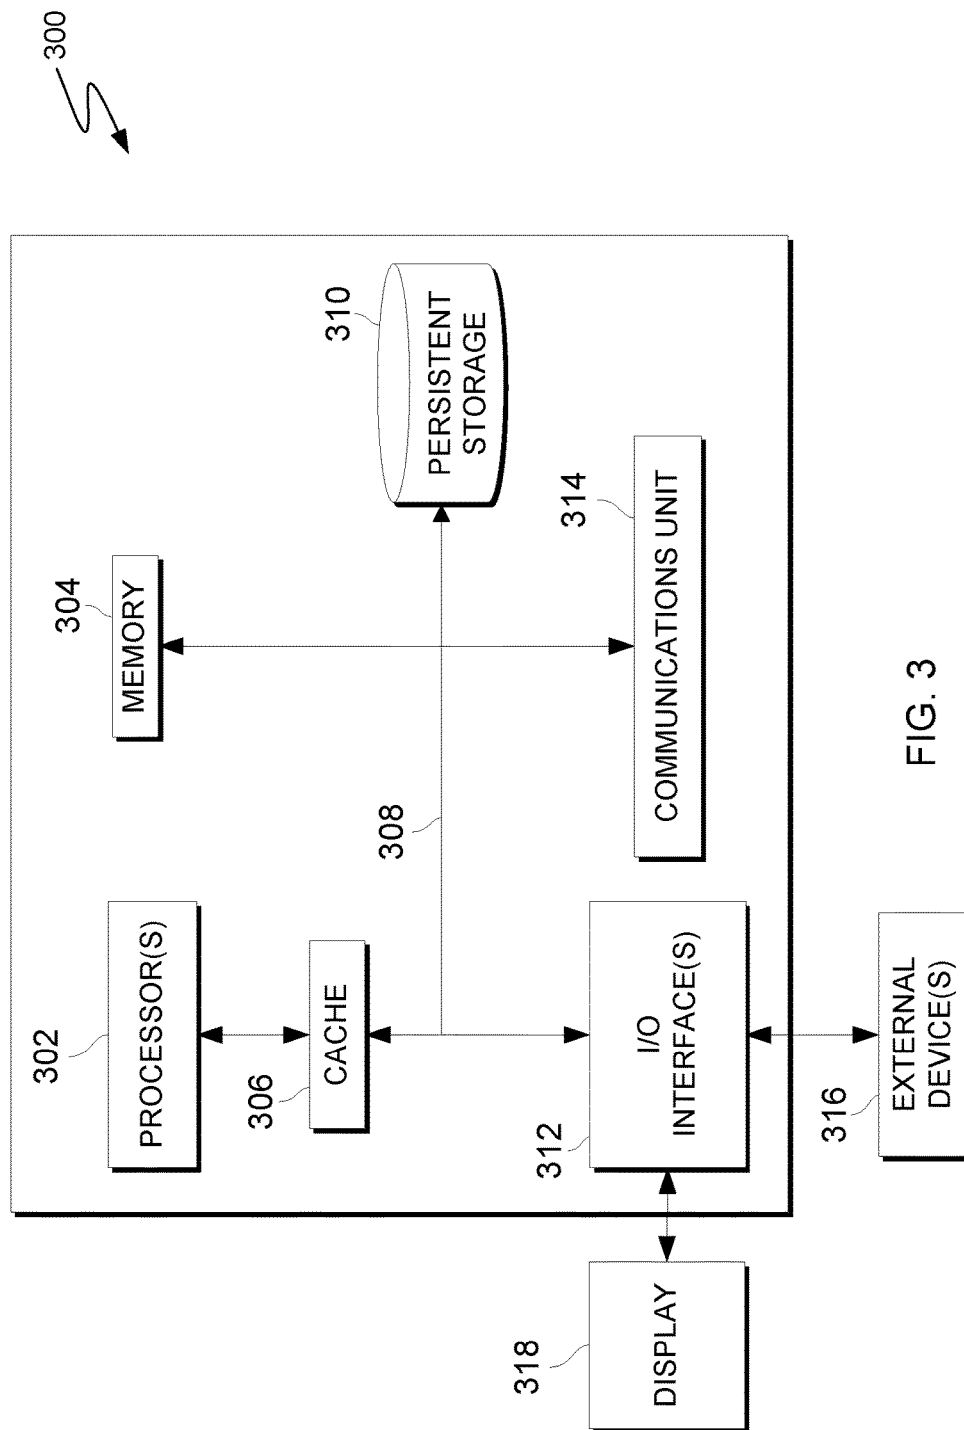 300
302
PROCESSOR(S)
304
MEMORY
306
CACHE
308
310
PERSISTENT
STORAGE
312
I/O
INTERFACE(S)
314
COMMUNICATIONS UNIT
318
DISPLAY
316
EXTERNAL
DEVICE(S)
FIG. 3